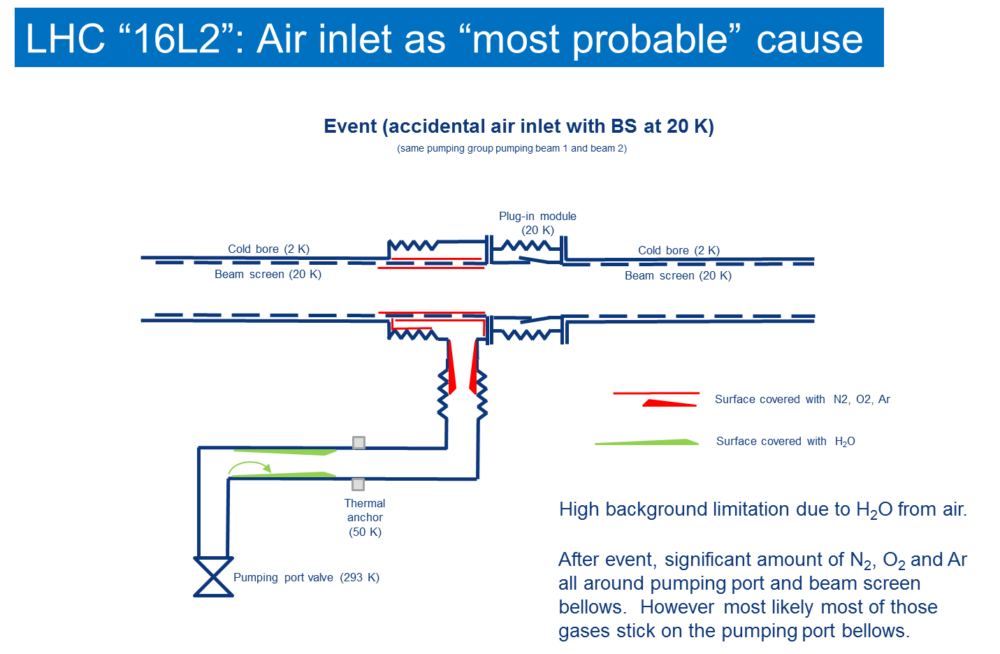 LHC “16L2”: Air inlet as “most probable” cause
Event (accidental air inlet with BS at 20 K)
(same pumping group pumping beam 1 and beam 2)
Plug-in module
(20 K)
Cold bore (2 K)
Cold bore (2 K)
Beam screen (20 K)
Beam screen (20 K)
Surface covered with N2, O2, Ar
Surface covered with H2O
Thermal
anchor
(50 K)
Pumping port valve (293 K)
High background limitation due to H2O from air.
After event, significant amount of N2, O2 and Ar
all around pumping port and beam screen
bellows. However most likely most of those
gases stick on the pumping port bellows.